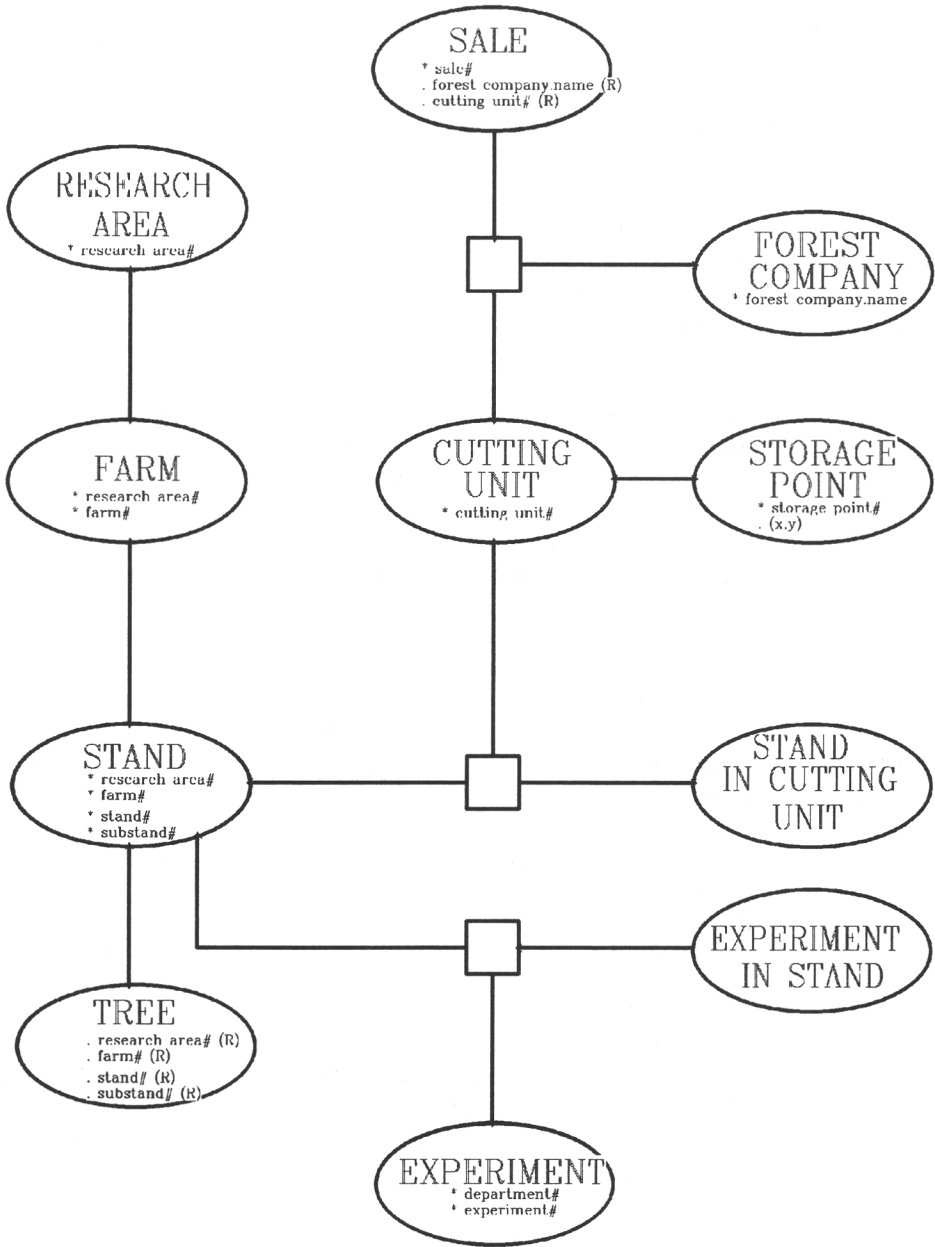 SALE
* sale#
. forest company.name (R)
. cutting unit# (R)
RESEARCH
AREA
* research area#
FOREST
COMPANY
* forest company.name
FARM
* research area#
* farm#
CUTTING
UNIT
* cutting unit#
STORAGE
POINT
* storage point#
. (x.y)
STAND
* research area#
* farm#
* stand#
* substand#
STAND
IN CUTTING
UNIT
EXPERIMENT
IN STAND
TREE
. research area# (R)
. farm# (R)
. stand# (R)
. substand# (R)
EXPERIMENT
* department#
* experiment#